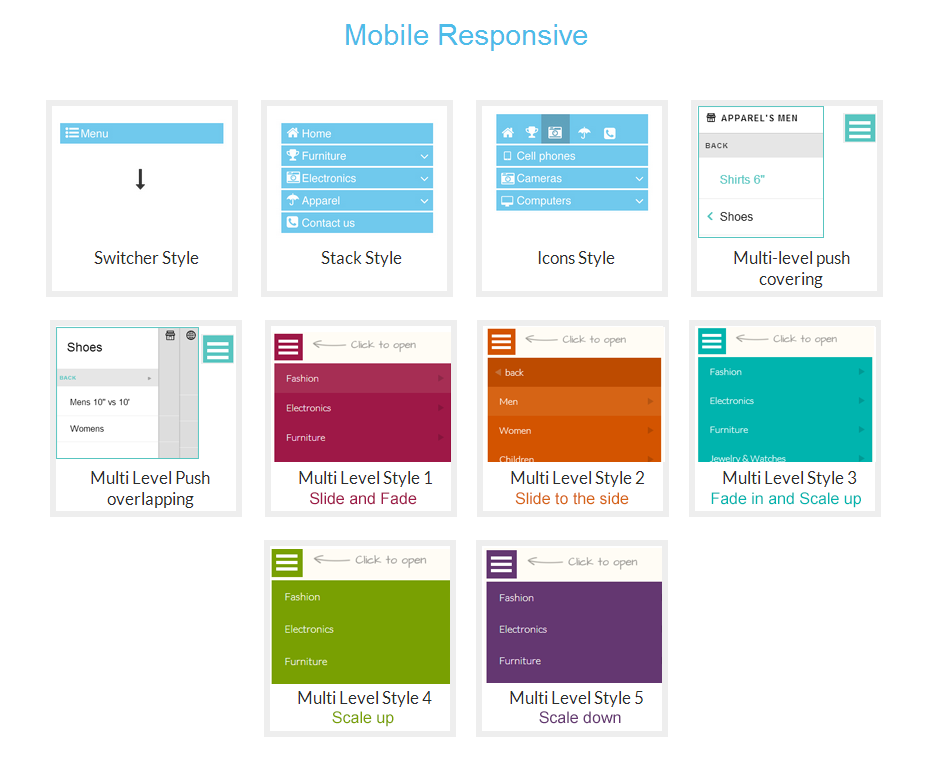 Mobile Responsive
Menu
Switcher Style
Home
Furniture
Electronics
Apparel
Contact us
Stack Style
Cell phones
Cameras
Computers
Icons Style
APPAREL'S MEN
BACK
Shirts 6"
Shoes
Multi-level push
covering
Shoes
BACK
Mens 10" vs 10'
Womens
Multi Level Push
overlapping
Click to open
Fashion
Electronics
Furniture
Multi Level Style 1
Slide and Fade
Click to open
back
Men
Women
Children
Multi Level Style 2
Slide to the side
Click to open
Fashion
Electronics
Furniture
Jewelry & Watches
Multi Level Style 3
Fade in and Scale up
Click to open
Fashion
Electronics
Furniture
Multi Level Style 4
Scale up
Click to open
Fashion
Electronics
Furniture
Multi Level Style 5
Scale down